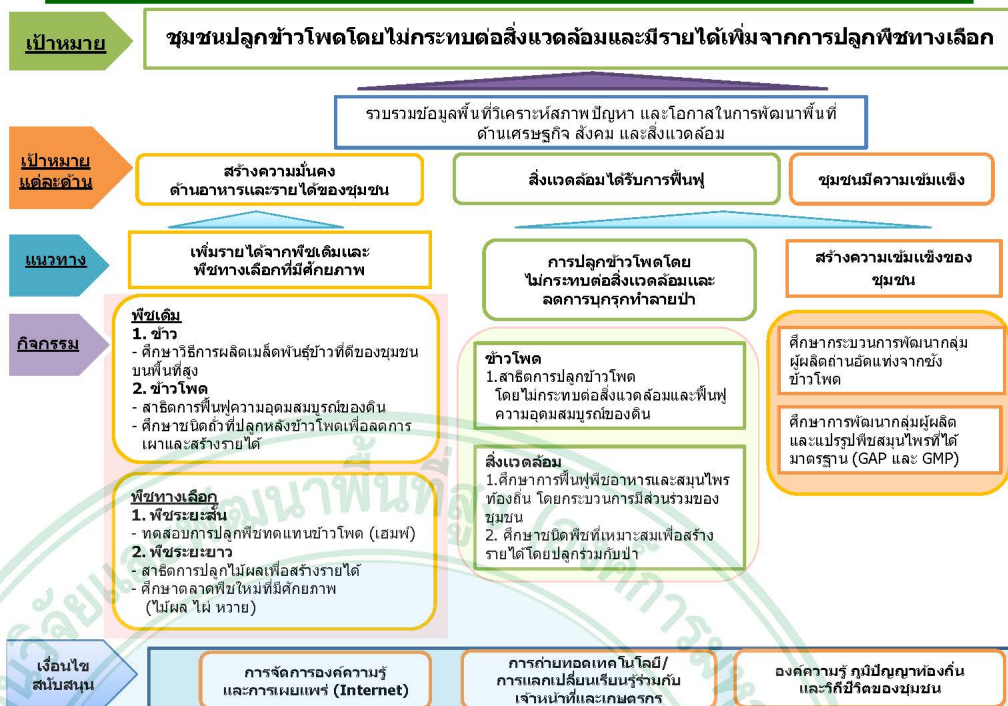 เป้าหมาย
ชุมชนปลูกข้าวโพดโดยไม่กระทบต่อสิ่งแวดล้อมและมีรายได้เพิ่มจากการปลูกพืชทางเลือก
รวบรวมข้อมูลพื้นที่วิเคราะห์สภาพปัญหา และโอกาสในการพัฒนาพื้นที่
ด้านเศรษฐกิจ สังคม และสิ่งแวดล้อม
เป้าหมาย
แต่ละด้าน
สร้างความมั่นคง
ด้านอาหารและรายได้ของชุมชน
สิ่งแวดล้อมได้รับการฟื้นฟู
ชุมชนมีความเข้มแข็ง
แนวทาง
เพิ่มรายได้จากพืชเดิมและ
พืชทางเลือกที่มีศักยภาพ
การปลูกข้าวโพดโดย
ไม่กระทบต่อสิ่งแวดล้อมและ
ลดการบุกรุกทำลายป่า
สร้างความเข้มแข็งของ
ชุมชน
กิจกรรม
พืชเดิม
1. ข้าว
- ศึกษาวิธีการผลิตเมล็ดพันธุ์ข้าวที่ดีของชุมชน
บนพื้นที่สูง
2. ข้าวโพด
- สาธิตการฟื้นฟูความอุดมสมบูรณ์ของดิน
- ศึกษาชนิดถั่วที่ปลูกหลังข้าวโพดเพื่อลดการ
เผาและสร้างรายได้
พืชทางเลือก
1. พืชระยะสั้น
- ทดสอบการปลูกพืชทดแทนข้าวโพด (เฮมพ์)
2. พืชระยะยาว
- สาธิตการปลูกไม้ผลเพื่อสร้างรายได้
- ศึกษาตลาดพืชใหม่ที่มีศักยภาพ
(ไม้ผล ไผ่ หวาย)
ข้าวโพด
1.สาธิตการปลูกข้าวโพด
โดยไม่กระทบต่อสิ่งแวดล้อมและฟื้นฟู
ความอุดมสมบูรณ์ของดิน
สิ่งแวดล้อม
1.ศึกษาการฟื้นฟูพืชอาหารและสมุนไพร
ท้องถิ่น โดยกระบวนการมีส่วนร่วมของ
ชุมชน
2. ศึกษาชนิดพืชที่เหมาะสมเพื่อสร้าง
รายได้โดยปลูกร่วมกับป่า
ศึกษากระบวนการพัฒนากลุ่ม
ผู้ผลิตถ่านอัดแท่งจากซัง
ข้าวโพด
ศึกษาการพัฒนากลุ่มผู้ผลิต
และแปรรูปพืชสมุนไพรที่ได้
มาตรฐาน (GAP และ GMP)
เงื่อนไข
สนับสนุน
การจัดการองค์ความรู้
และการเผยแพร่ (Internet)
การถ่ายทอดเทคโนโลยี/
การแลกเปลี่ยนเรียนรู้ร่วมกับ
เจ้าหน้าที่และเกษตรกร
องค์ความรู้ ภูมิปัญญาท้องถิ่น
และวิถีชีวิตของชุมชน